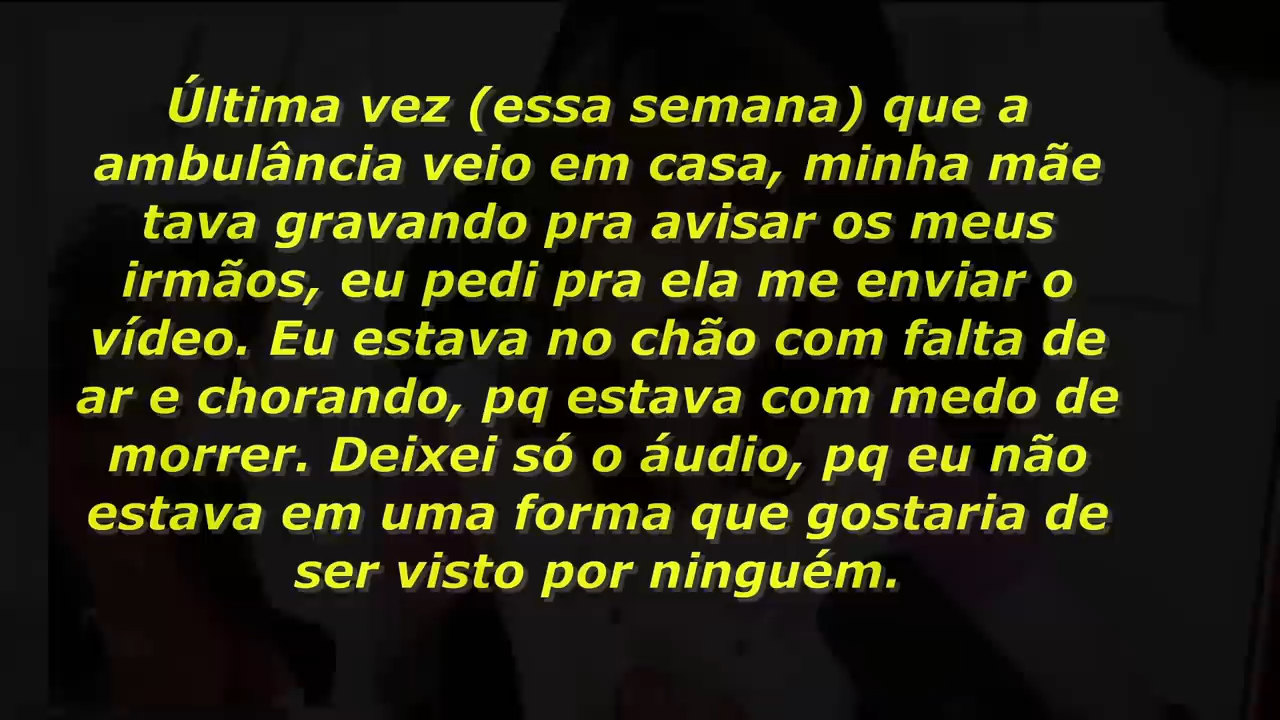 Última vez (essa semana) que a
ambulância veio em casa, minha mãe
tava gravando pra avisar os meus
irmãos, eu pedi pra ela me enviar o
vídeo. Eu estava no chão com falta de
ar e chorando, pq estava com medo de
morrer. Deixei só o áudio, pq eu não
estava em uma forma que gostaria de
ser visto por ninguém.